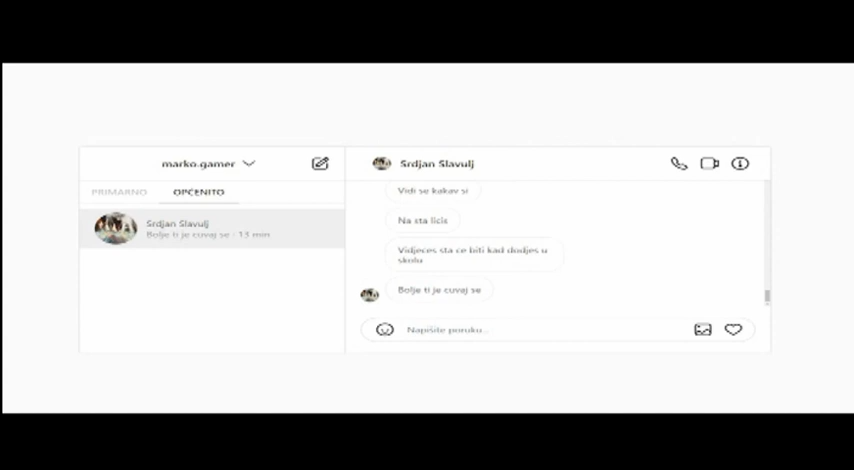 marko.gamer
Srdjan Slavulj
PRIMARNO
OPĆENITO
Srdjan Slavulj
Bolje ti je cuvaj se · 13 min
Vidi se kakav si
Na sta licis
Vidjeces sta ce biti kad dodjes u
skolu
Bolje ti je cuvaj se
Napišite poruku...